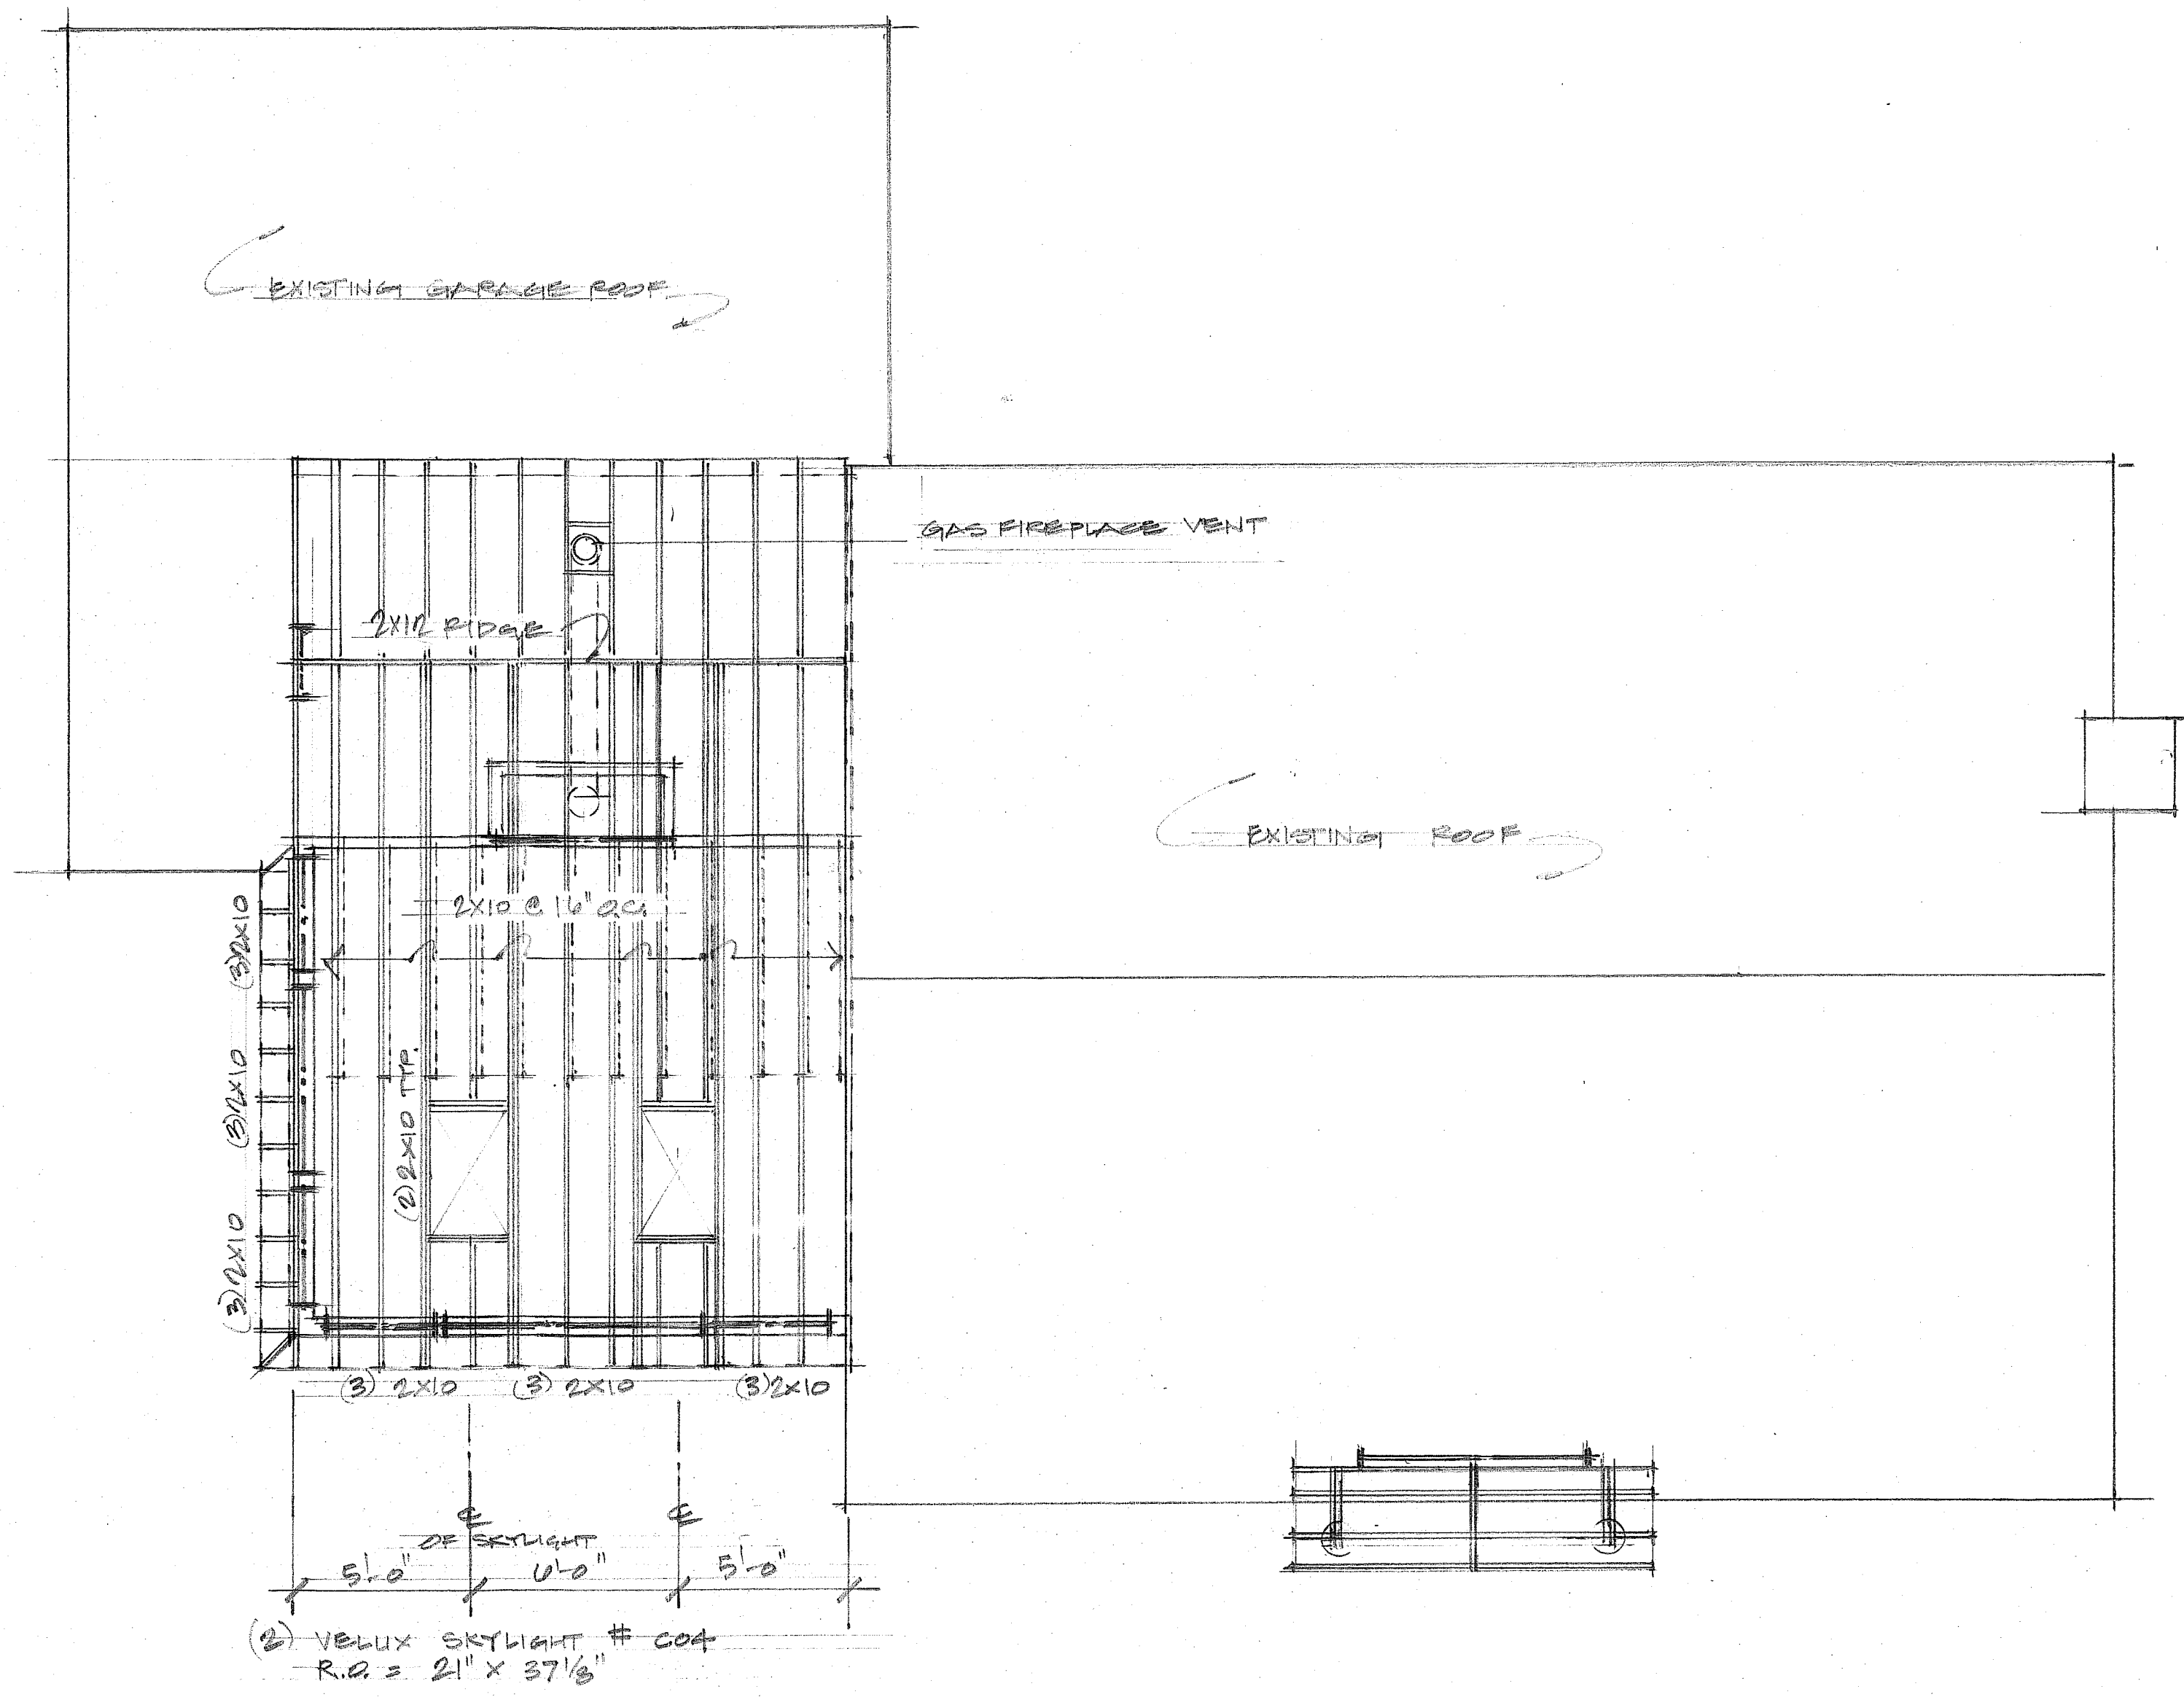 EXISTING GARAGE ROOF
GAS FIREPLACE VENT
2X12 RIDGE
EXISTING ROOF
2X10 @ 16" O.C.
(3)2X10
(3)2X10
(3)2X10
(2)2X10 TYP.
(3) 2X10 (3) 2X10 (3)2X10
℄ ℄
OF SKYLIGHT
5'-0" 6'-0" 5'-0"
(2) VELUX SKYLIGHT # C04
R.O. = 21" X 37 1/8"